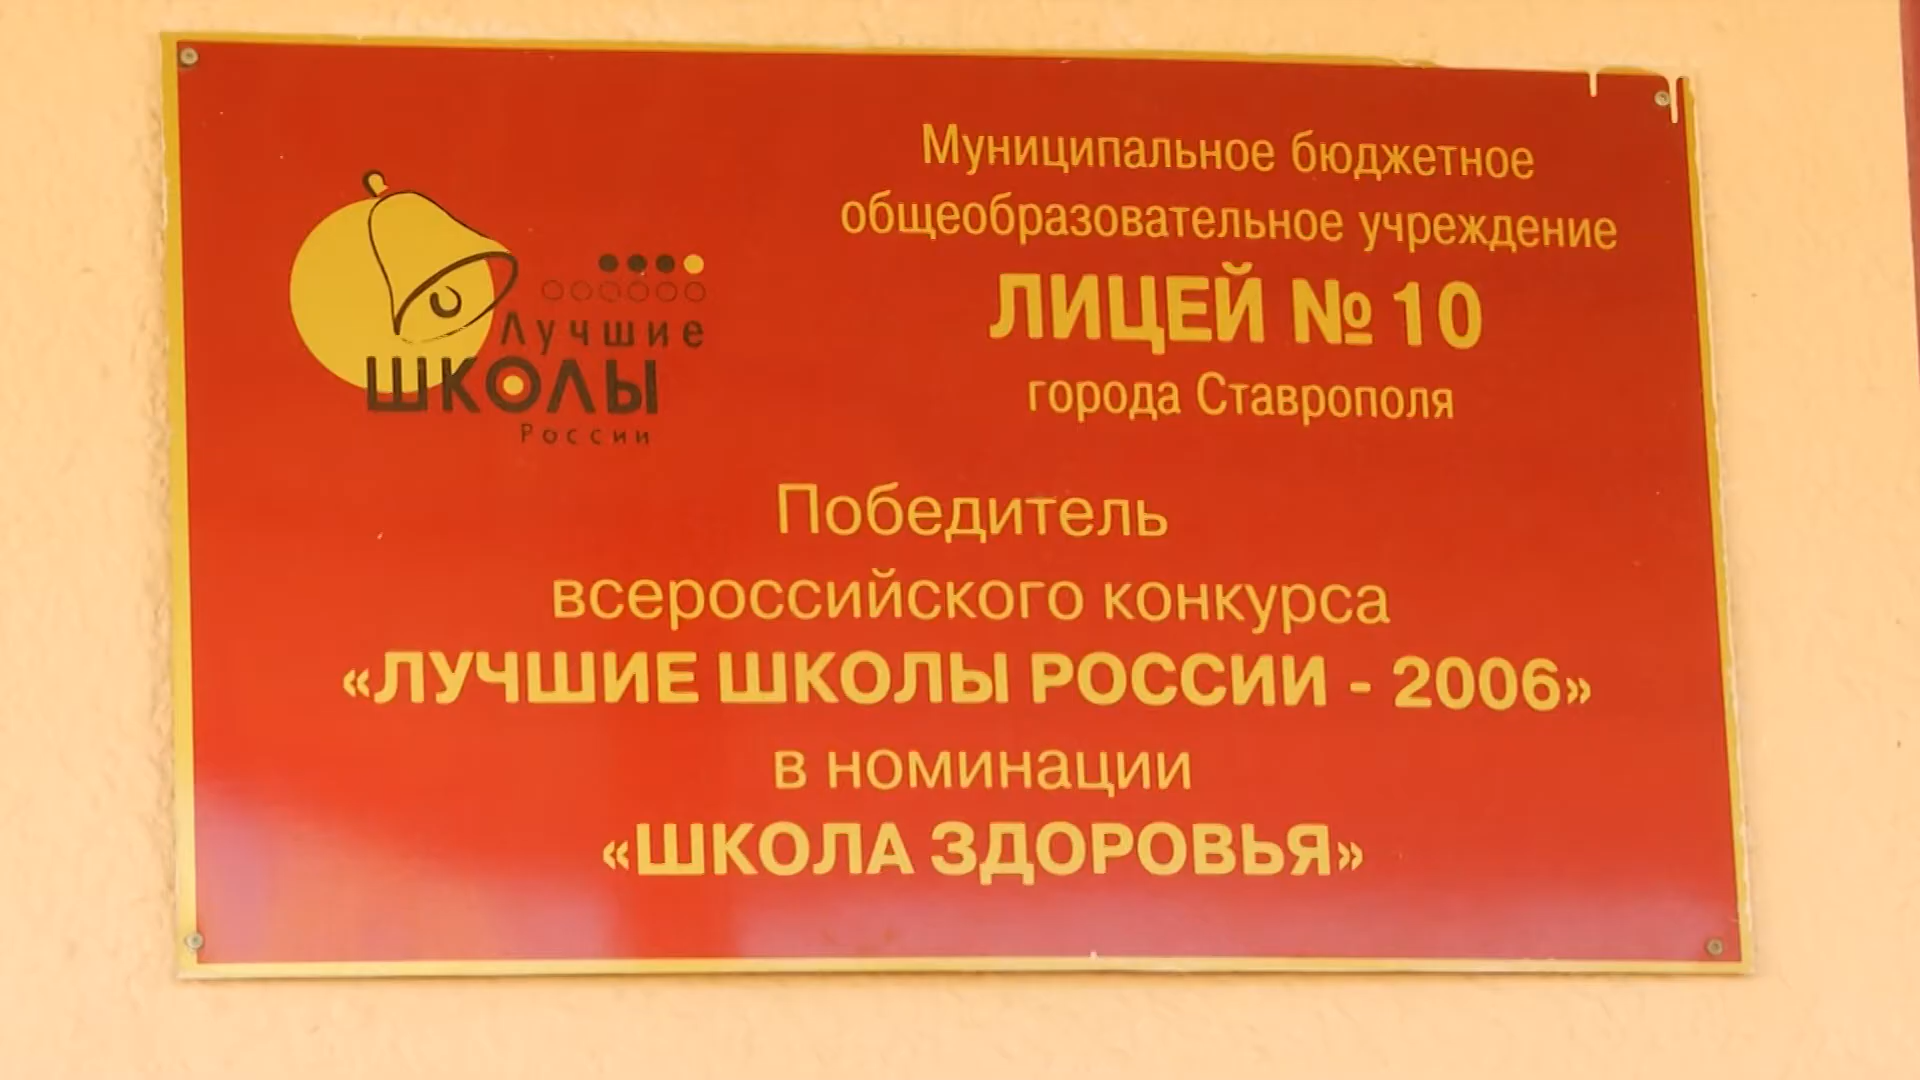 Лучшие
ШКОЛЫ
России
Муниципальное бюджетное
общеобразовательное учреждение
ЛИЦЕЙ № 10
города Ставрополя
Победитель
всероссийского конкурса
«ЛУЧШИЕ ШКОЛЫ РОССИИ - 2006»
в номинации
«ШКОЛА ЗДОРОВЬЯ»